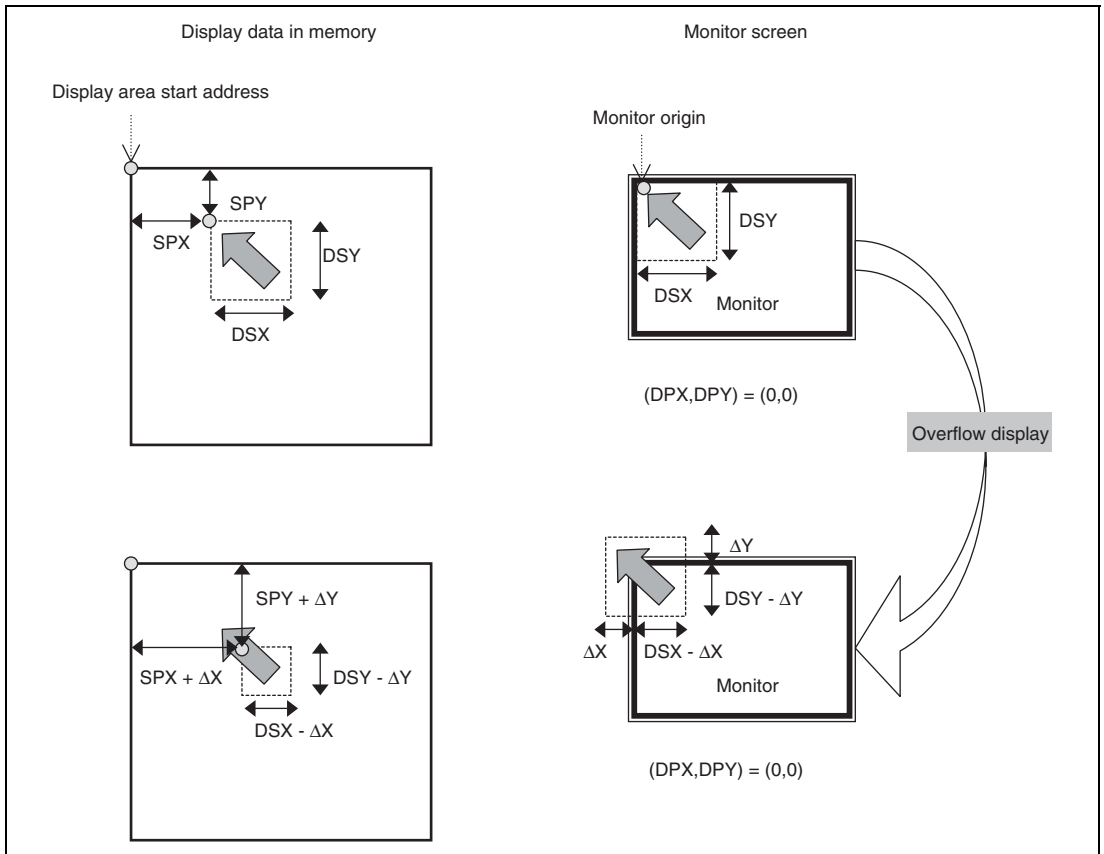 Display data in memory
Monitor screen
Display area start address
Monitor origin
SPY
SPX
DSY
DSX
DSY
DSX
Monitor
(DPX,DPY) = (0,0)
Overflow display
SPY + ΔY
SPX + ΔX
DSY - ΔY
DSX - ΔX
ΔY
DSY - ΔY
ΔX
DSX - ΔX
Monitor
(DPX,DPY) = (0,0)